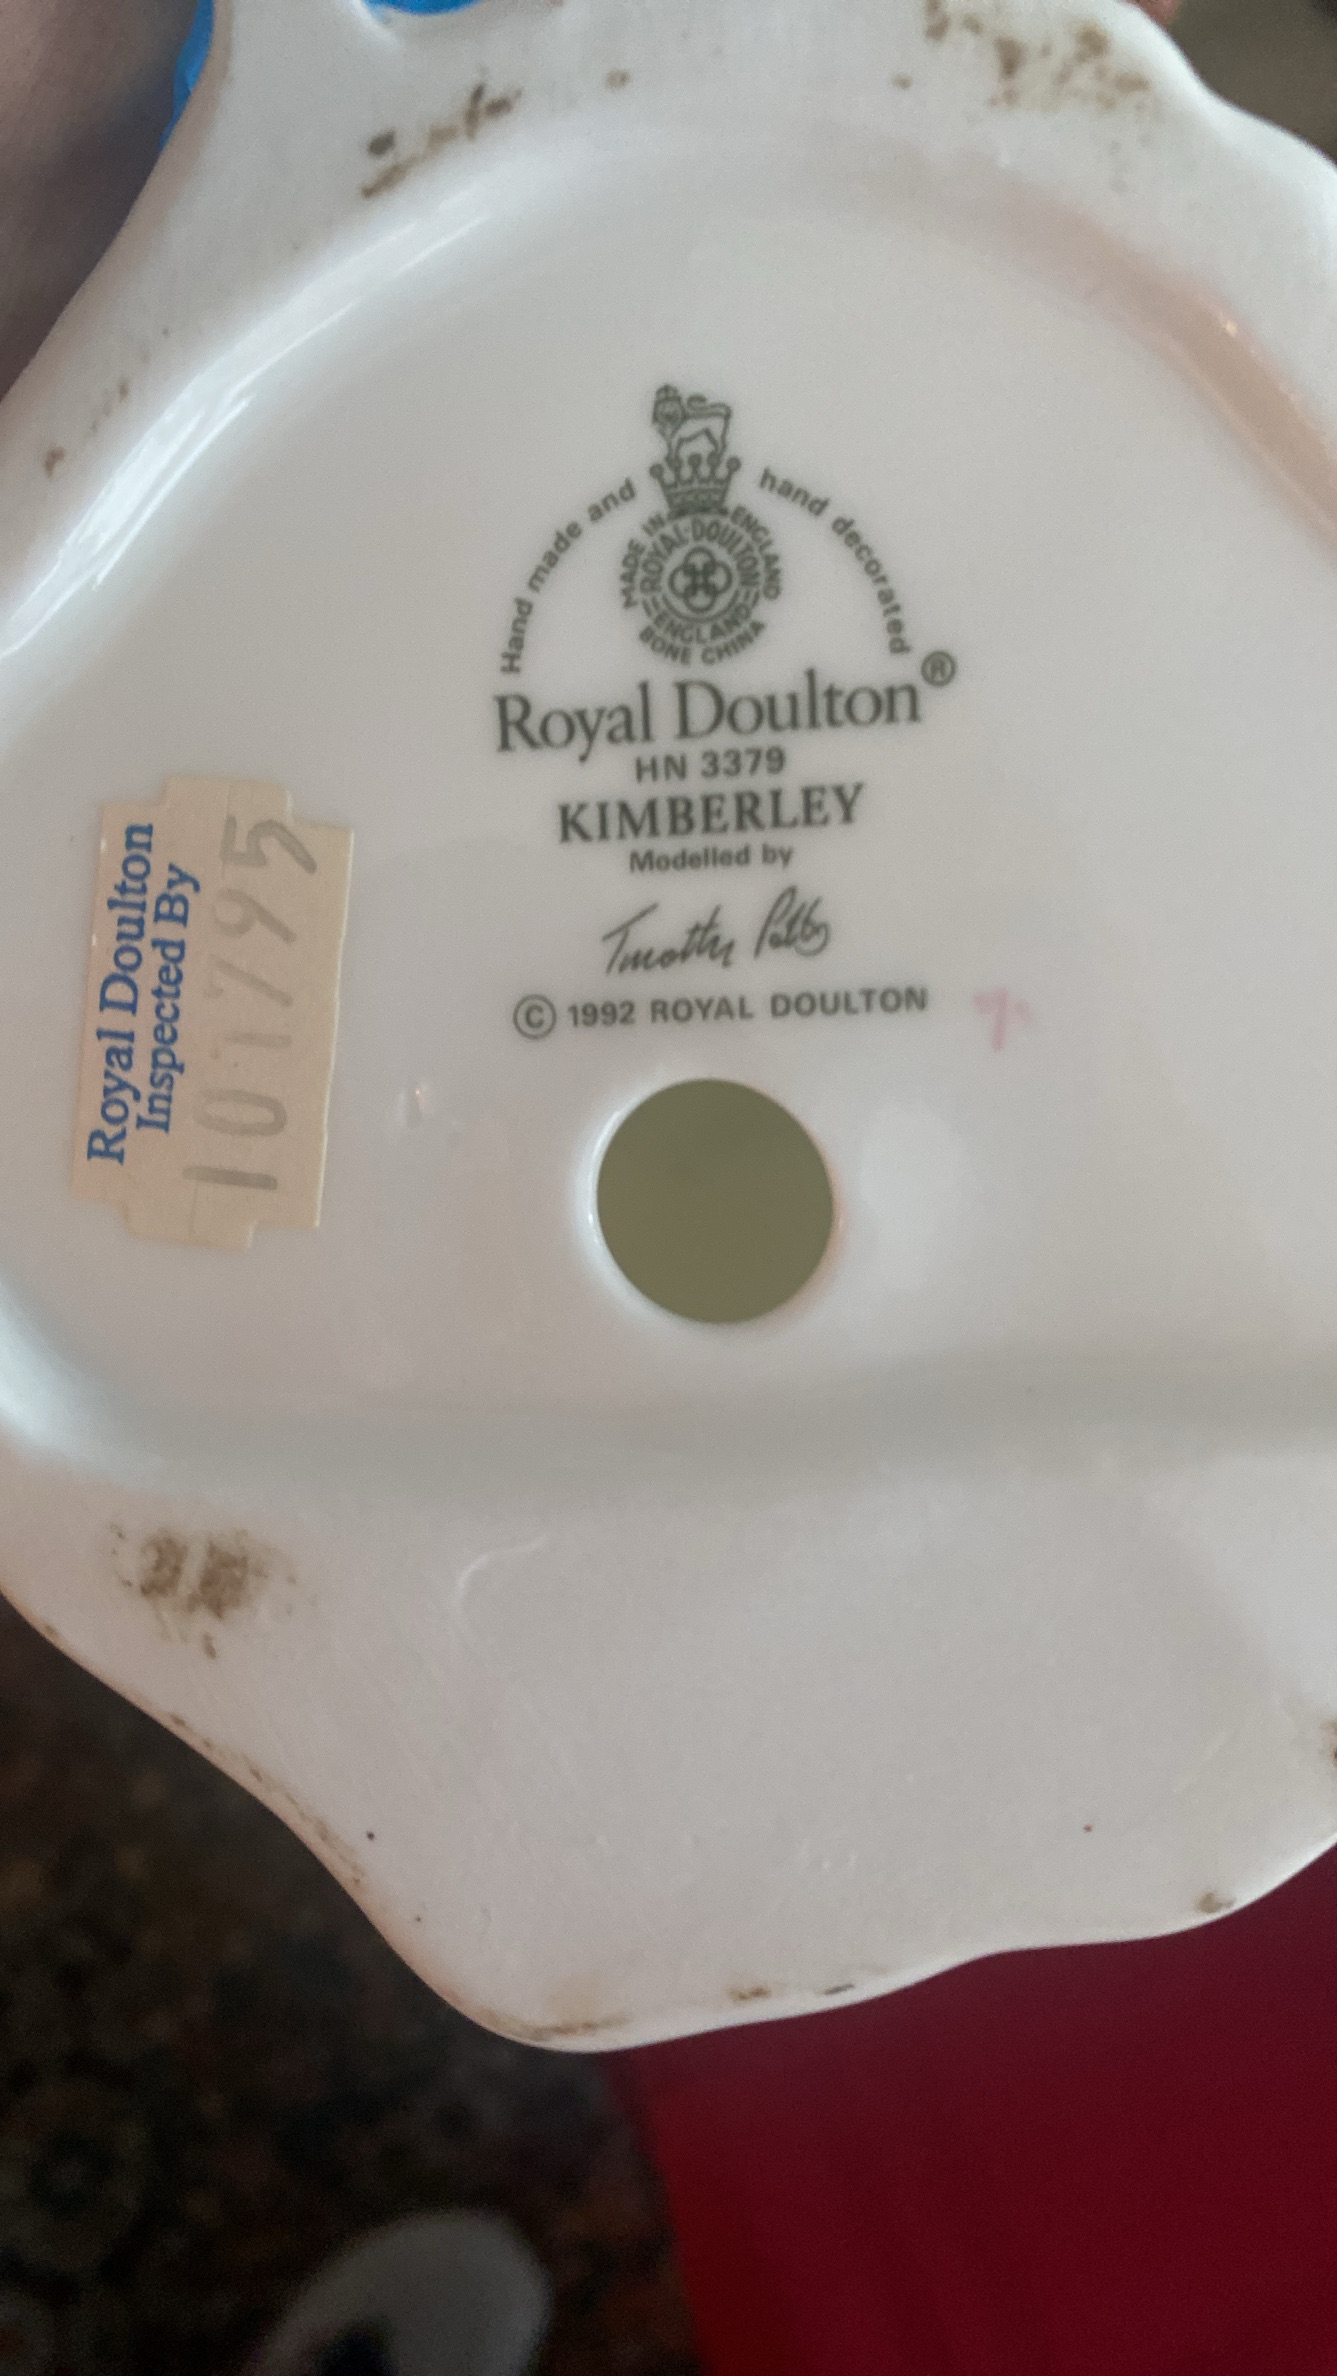 Hand made and hand decorated
MADE IN ENGLAND
ROYAL DOULTON
ENGLAND
BONE CHINA
Royal Doulton®
HN 3379
KIMBERLEY
Modelled by
Timothy Potts
© 1992 ROYAL DOULTON
Royal Doulton
Inspected By
101795